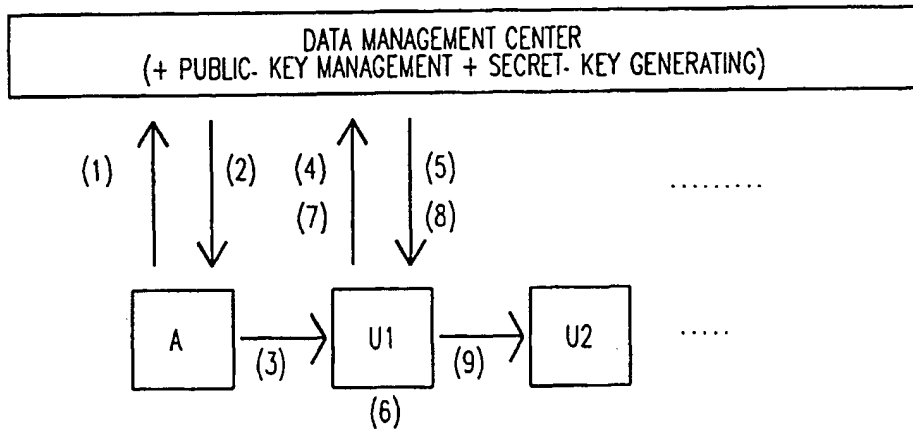 DATA MANAGEMENT CENTER
(+ PUBLIC- KEY MANAGEMENT + SECRET- KEY GENERATING)
(1) (2) (4) (5) .........
(7) (8)
A U1 U2 .....
(3) (9)
(6)